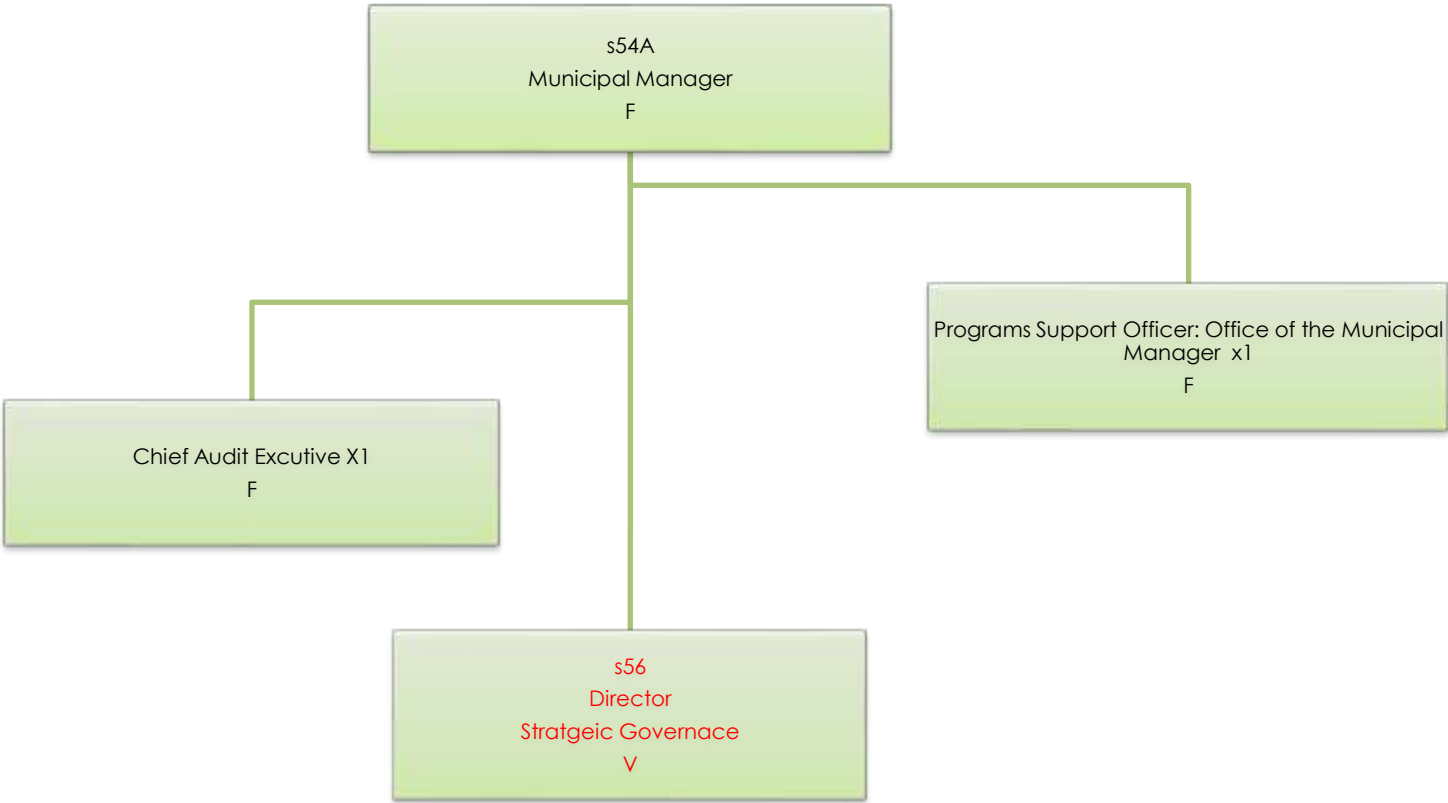 s54A
Municipal Manager
F
Programs Support Officer: Office of the Municipal
Manager x1
F
Chief Audit Excutive X1
F
s56
Director
Stratgeic Governace
V